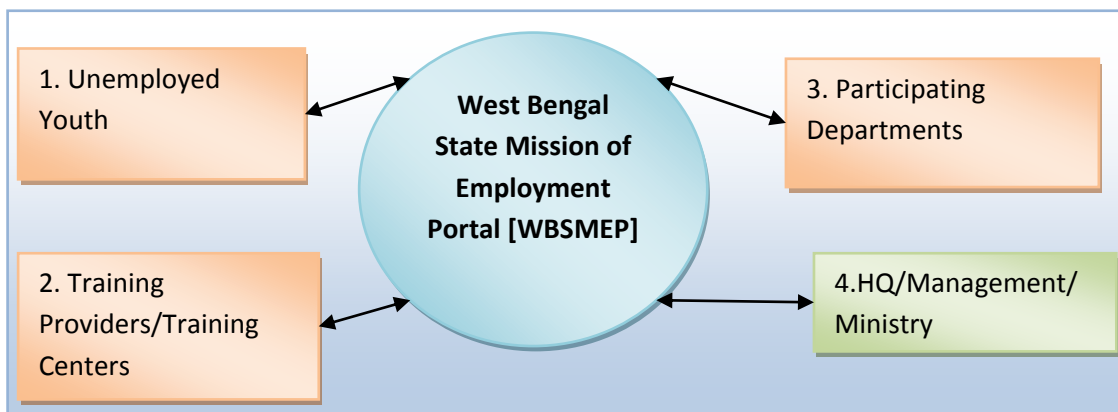 1. Unemployed
Youth
West Bengal
State Mission of
Employment
Portal [WBSMEP]
3. Participating
Departments
2. Training
Providers/Training
Centers
4.HQ/Management/
Ministry